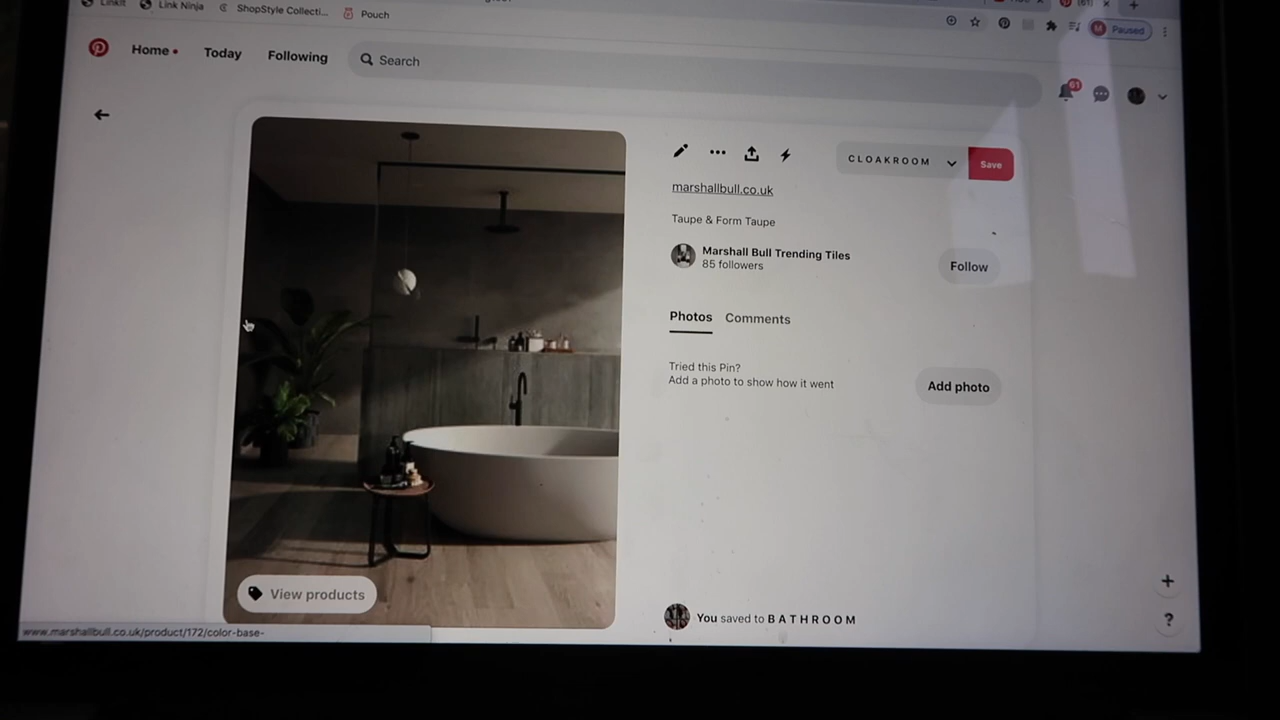 Linkit
Link Ninja
ShopStyle Collecti...
Pouch
Paused
M
Home
Today
Following
Search
61
CLOAKROOM
Save
marshallbull.co.uk
Taupe & Form Taupe
Marshall Bull Trending Tiles
85 followers
Follow
Photos
Comments
Tried this Pin?
Add a photo to show how it went
Add photo
View products
You saved to BATHROOM
?
www.marshallbull.co.uk/product/172/color-base-